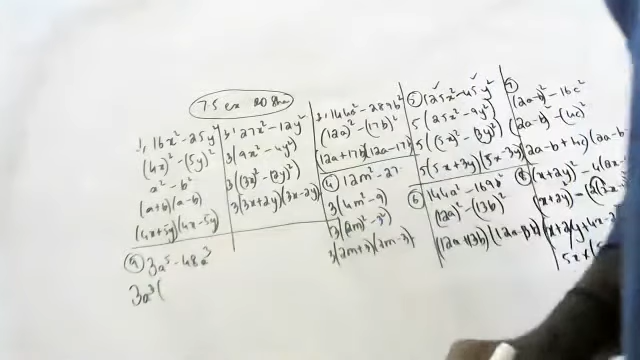 7.5 ex
1, 16x² - 25y²
(4x)² - (5y)²
a² - b²
(a+b)(a-b)
(4x+5y)(4x-5y)
3, 27x² - 12y²
3(9x² - 4y²)
3((3x)² - (2y)²)
3(3x+2y)(3x-2y)
3, 144a² - 289b²
(12a)² - (17b)²
(12a+17b)(12a-17b)
④ 12m² - 27
3(4m² - 9)
3(2m)² - 3²)
3(2m+3)(2m-3)
⑤ 125x² - 45y²
5(25x² - 9y²)
5((5x)² - (3y)²)
5(5x+3y)(5x-3y)
⑥ 144a² - 169b²
(12a)² - (13b)²
(12a+13b)(12a-13b)
⑦
(2a-b)² - 16c²
(2a-b)² - (4c)²
(2a-b+4c)(2a-b
⑧ (x+2y)² - 4(2x-
(x+2y)² -
(x+2y+4x-2
5x×(
⑨ 3a⁵ - 48a³
3a³(